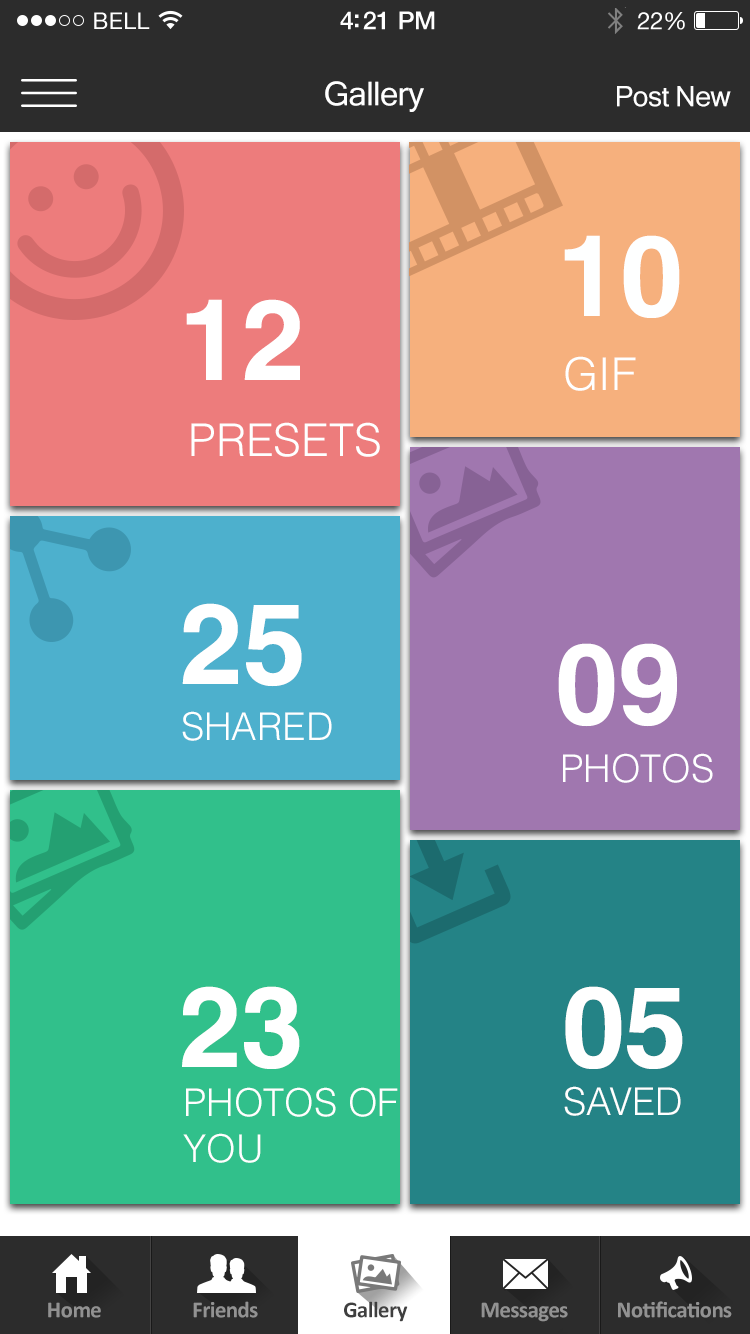 BELL 4:21 PM 22%
Gallery Post New
12
PRESETS
10
GIF
25
SHARED
09
PHOTOS
23
PHOTOS OF
YOU
05
SAVED
Home Friends Gallery Messages Notifications